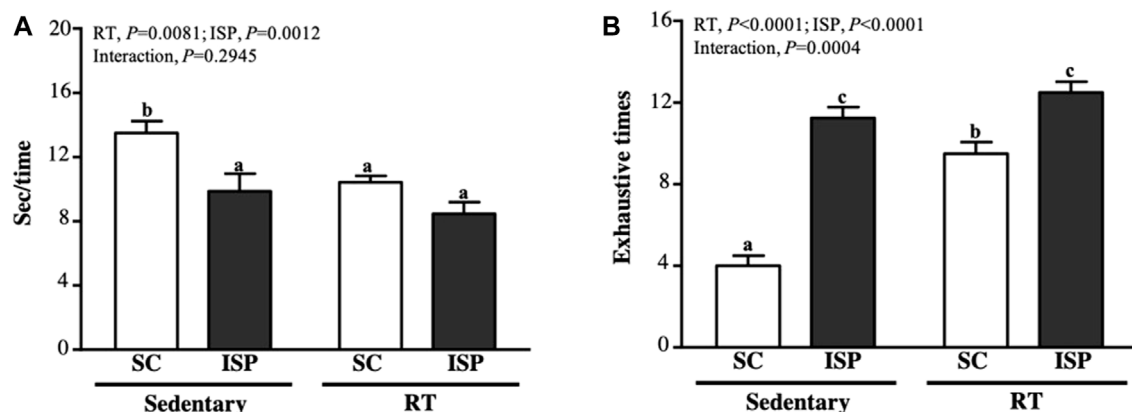 A
RT, P=0.0081; ISP, P=0.0012
Interaction, P=0.2945
Sec/time
20
16
12
8
4
0
b
a
a
a
SC
ISP
SC
ISP
Sedentary
RT
B
RT, P<0.0001; ISP, P<0.0001
Interaction, P=0.0004
Exhaustive times
16
12
8
4
0
a
c
b
c
SC
ISP
SC
ISP
Sedentary
RT